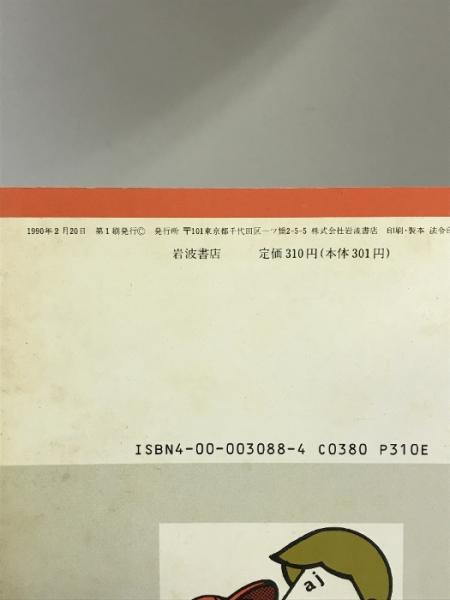 1990年2月20日 第1刷発行© 発行所 〒101東京都千代田区一ツ橋2-5-5 株式会社岩波書店 印刷・製本 法令
岩波書店 定価310円(本体301円)
ISBN4-00-003088-4 C0380 P310E
aj